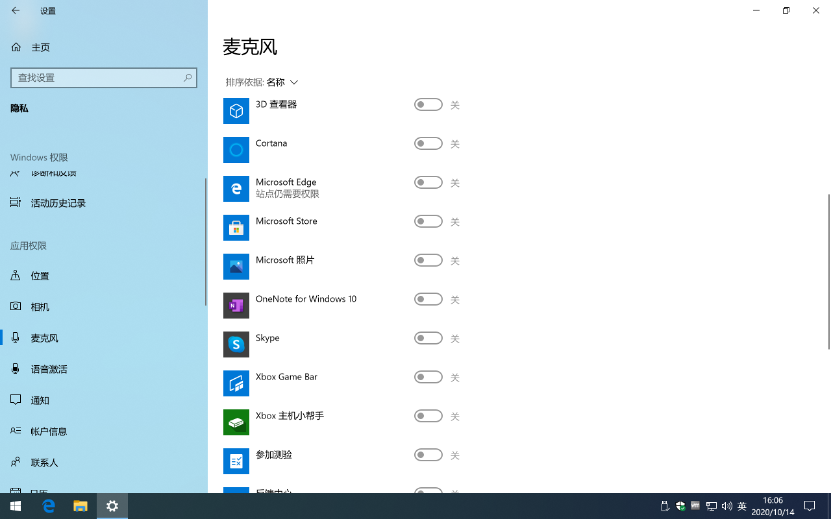 设置
主页
查找设置
隐私
Windows 权限
诊断和反馈
活动历史记录
应用权限
位置
相机
麦克风
语音激活
通知
帐户信息
联系人
日历
麦克风
排序依据: 名称
3D 查看器 关
Cortana 关
Microsoft Edge 关
站点仍需要权限
Microsoft Store 关
Microsoft 照片 关
OneNote for Windows 10 关
Skype 关
Xbox Game Bar 关
Xbox 主机小帮手 关
参加测验 关
反馈中心 关
英
16:06
2020/10/14